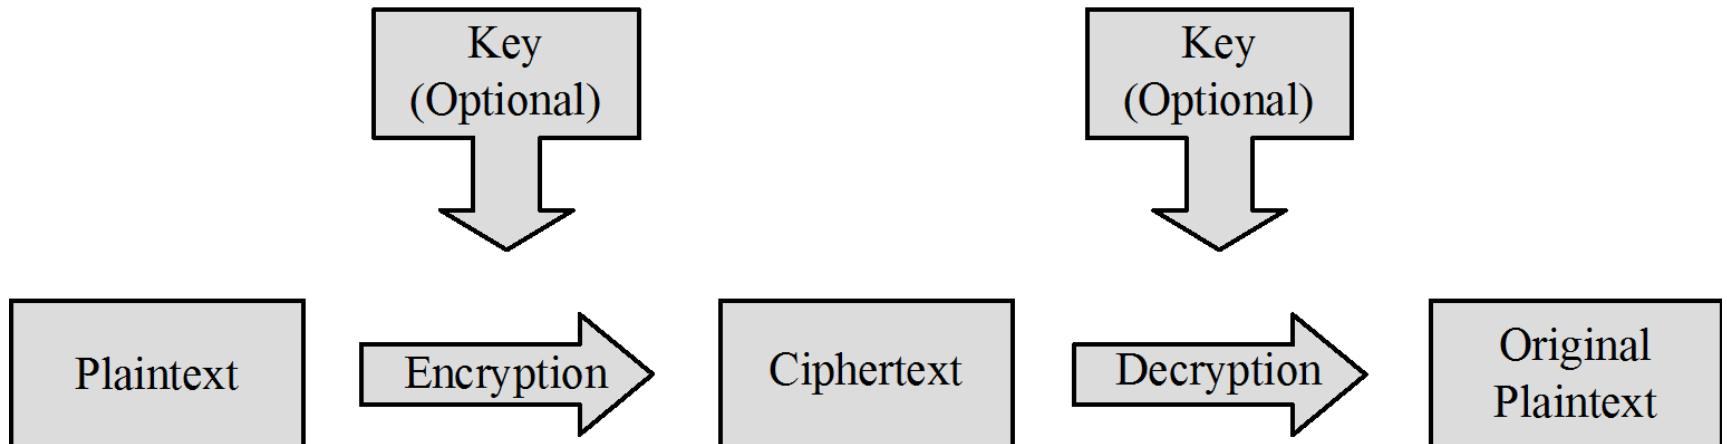 Key
(Optional)
Key
(Optional)
Plaintext
Encryption
Ciphertext
Decryption
Original
Plaintext